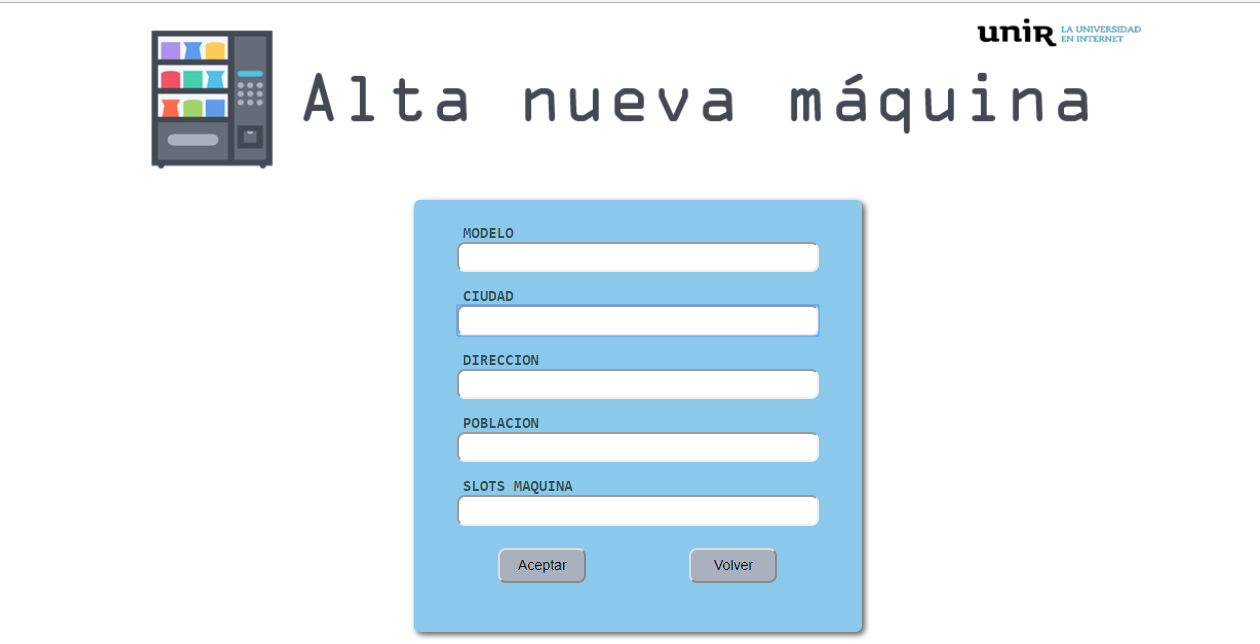 unir LA UNIVERSIDAD
EN INTERNET
Alta nueva máquina
MODELO
CIUDAD
DIRECCION
POBLACION
SLOTS MAQUINA
Aceptar
Volver